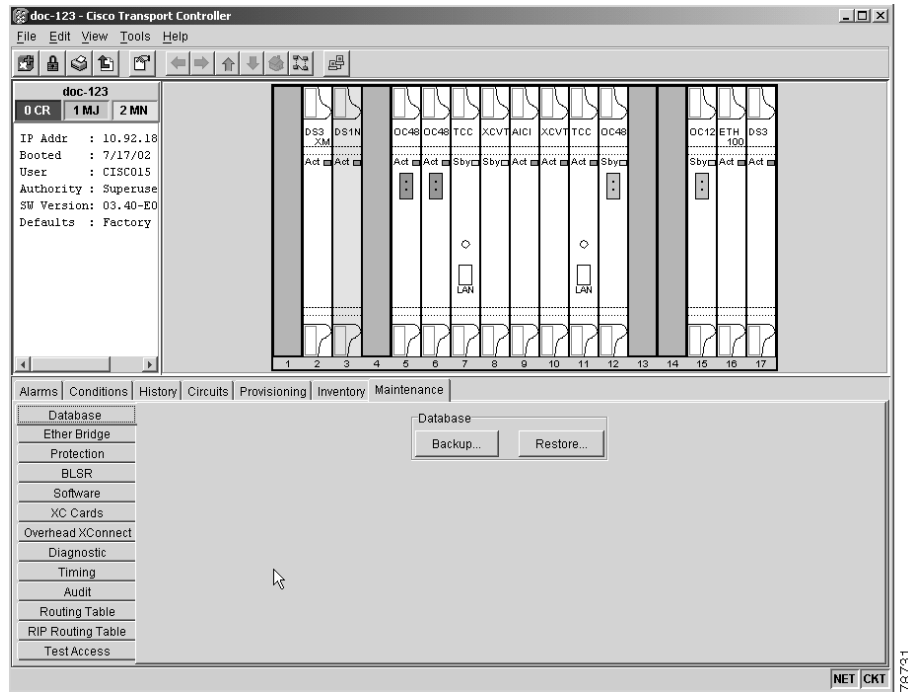 doc-123 - Cisco Transport Controller
File Edit View Tools Help
doc-123
0 CR 1 MJ 2 MN
IP Addr : 10.92.18
Booted : 7/17/02
User : CISCO15
Authority : Superuse
SW Version: 03.40-E0
Defaults : Factory
DS3 XM DS1N OC48 OC48 TCC XCVT AICI XCVT TCC OC48 OC12 ETH 100 DS3
Act Act Act Act Sby Sby Act Act Act Sby Sby Act Act
LAN LAN
1 2 3 4 5 6 7 8 9 10 11 12 13 14 15 16 17
Alarms Conditions History Circuits Provisioning Inventory Maintenance
Database
Ether Bridge
Protection
BLSR
Software
XC Cards
Overhead XConnect
Diagnostic
Timing
Audit
Routing Table
RIP Routing Table
Test Access
Database
Backup... Restore...
NET CKT
78731